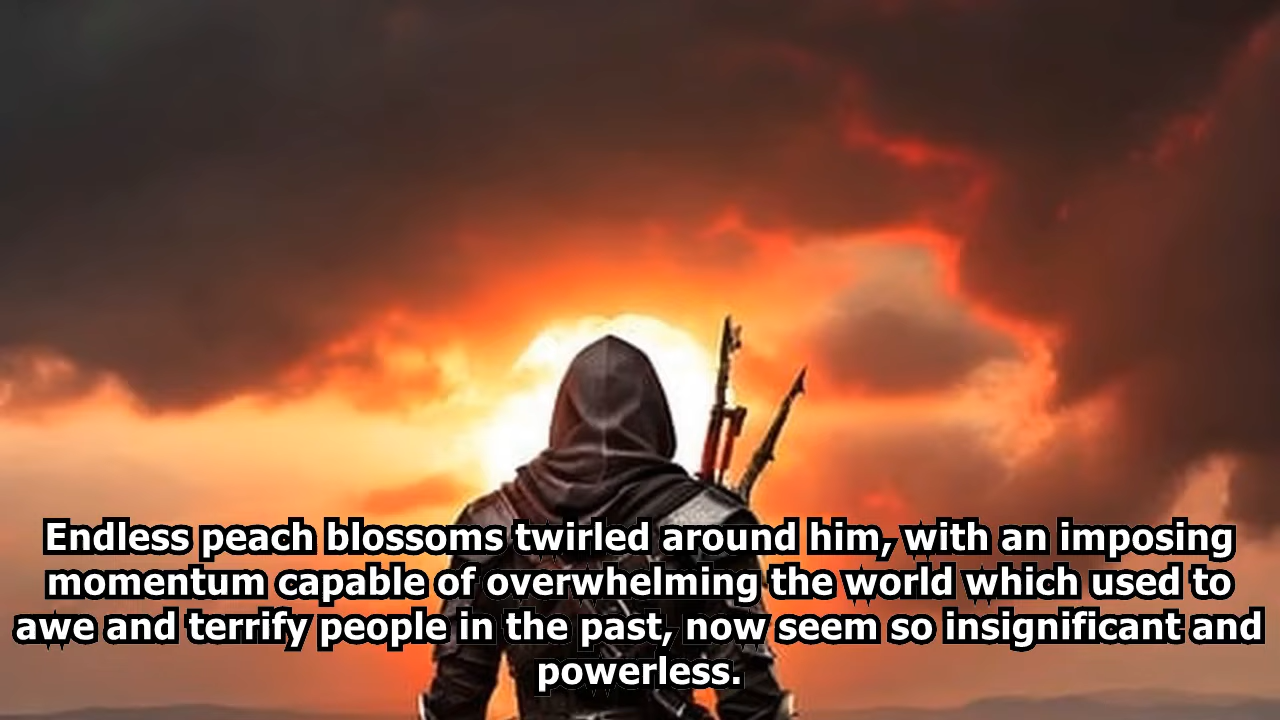 Endless peach blossoms twirled around him, with an imposing
momentum capable of overwhelming the world which used to
awe and terrify people in the past, now seem so insignificant and
powerless.